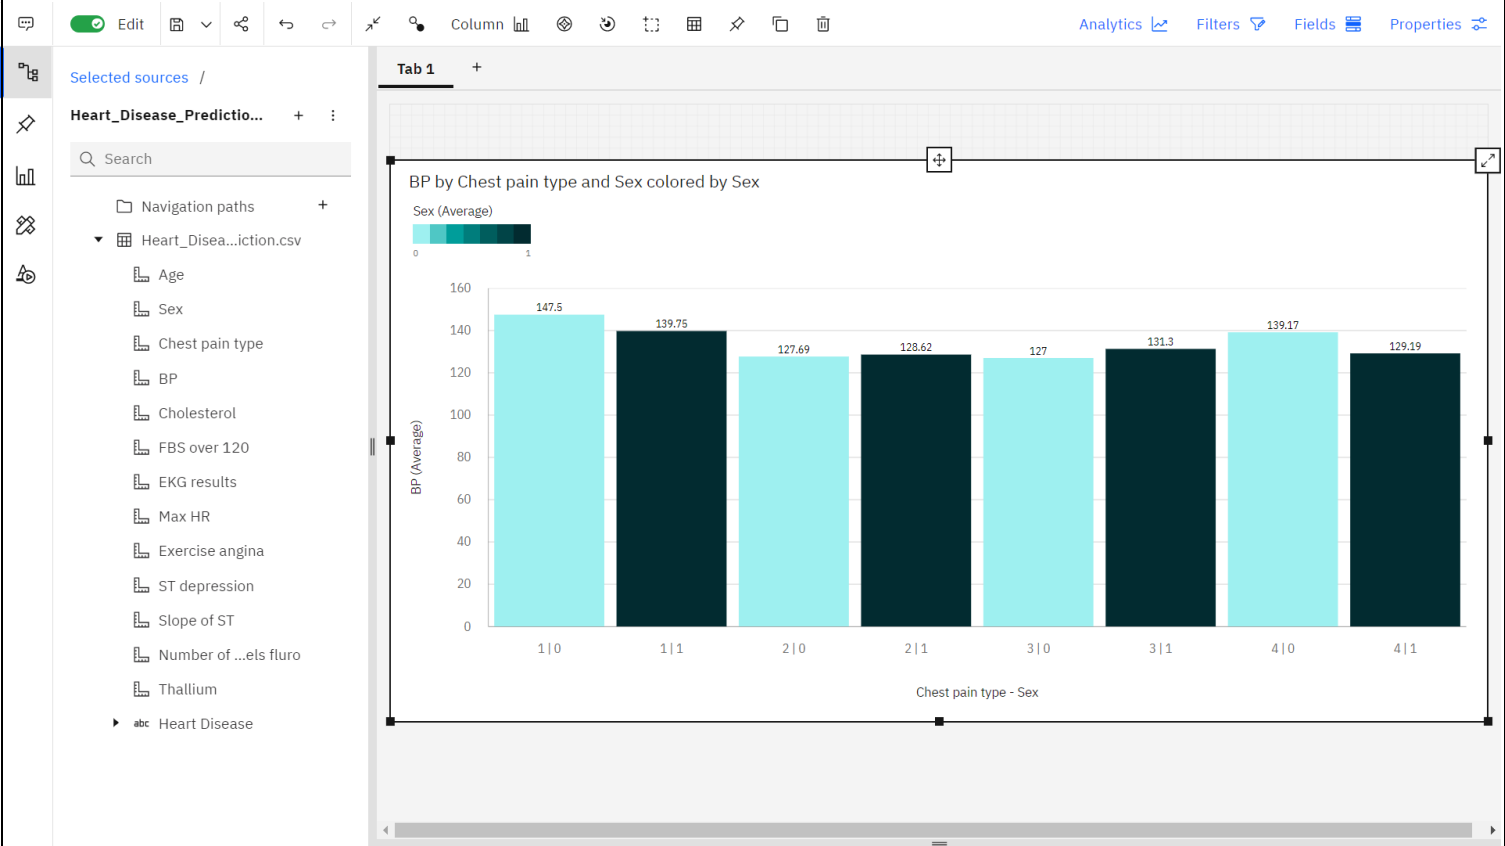 Edit
Column
Analytics
Filters
Fields
Properties
Selected sources /
Heart_Disease_Predictio...
Search
Navigation paths
Heart_Disea...iction.csv
Age
Sex
Chest pain type
BP
Cholesterol
FBS over 120
EKG results
Max HR
Exercise angina
ST depression
Slope of ST
Number of ...els fluro
Thallium
abc Heart Disease
Tab 1
BP by Chest pain type and Sex colored by Sex
Sex (Average)
0 1
BP (Average)
160
140
120
100
80
60
40
20
0
147.5
139.75
127.69
128.62
127
131.3
139.17
129.19
1|0 1|1 2|0 2|1 3|0 3|1 4|0 4|1
Chest pain type - Sex